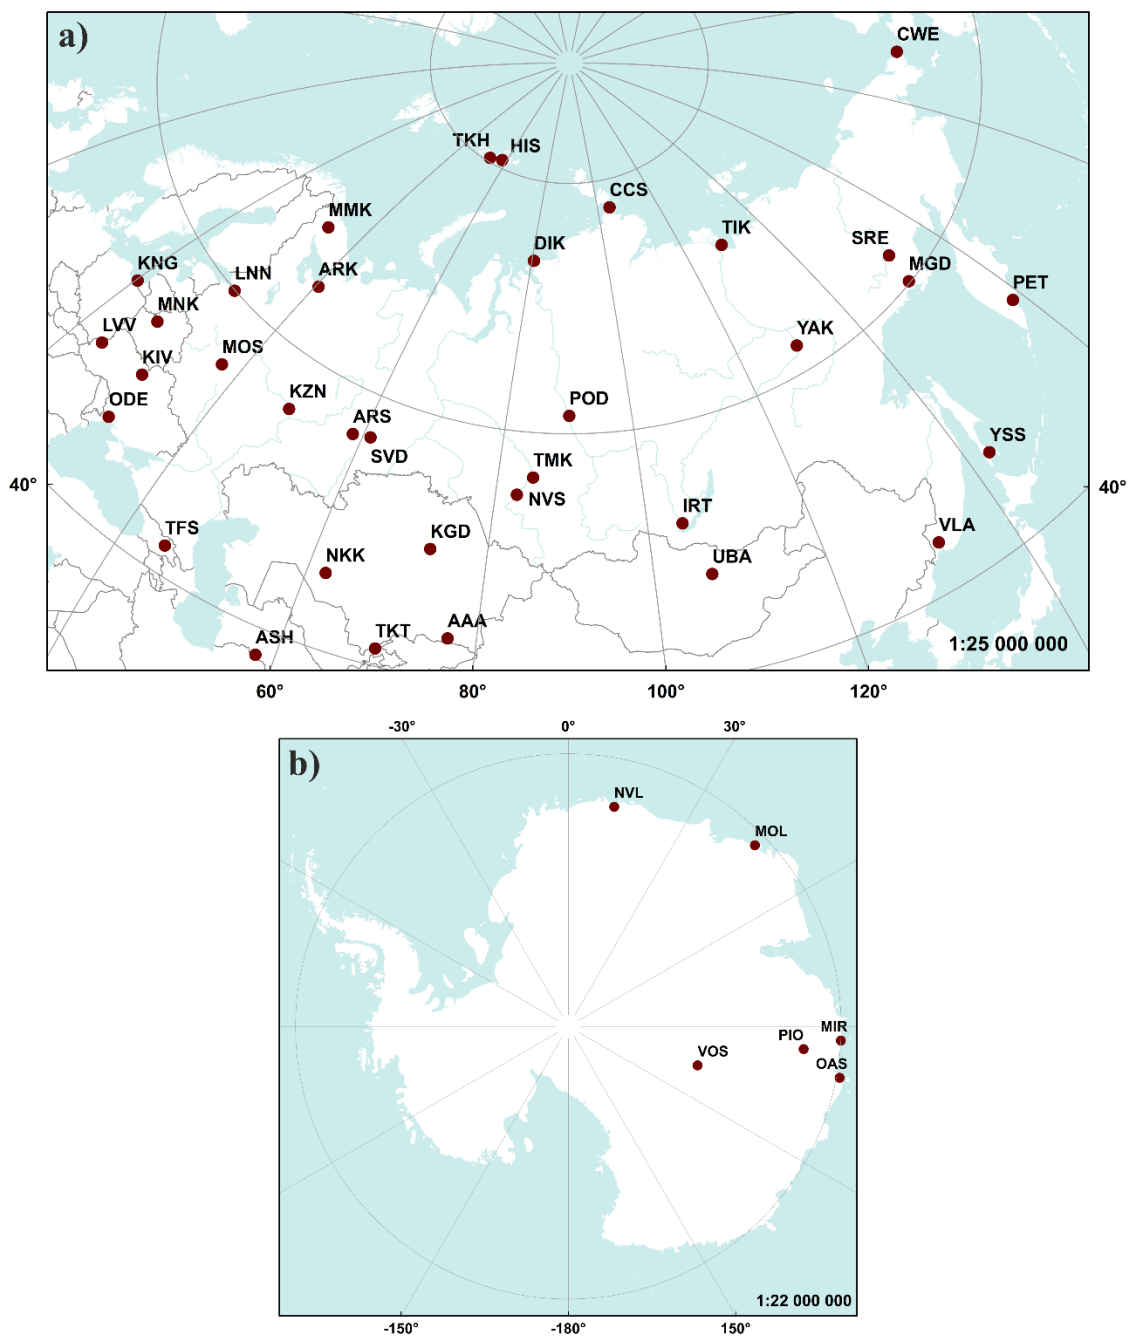 a)
CWE
TKH
HIS
CCS
MMK
TIK
DIK
SRE
MGD
KNG
LNN
ARK
PET
MNK
LVV
YAK
MOS
KIV
ODE
KZN
ARS
POD
SVD
YSS
TMK
40°
40°
NVS
IRT
TFS
KGD
VLA
NKK
UBA
AAA
TKT
ASH
1:25 000 000
60°
80°
100°
120°
-30°
0°
30°
b)
NVL
MOL
MIR
PIO
VOS
OAS
1:22 000 000
-150°
-180°
150°